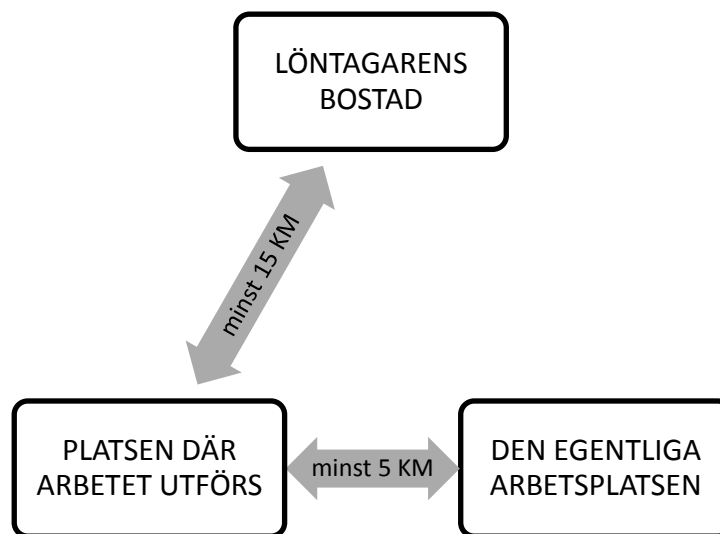 LÖNTAGARENS
BOSTAD
minst 15 KM
PLATSEN DÄR
ARBETET UTFÖRS
minst 5 KM
DEN EGENTLIGA
ARBETSPLATSEN